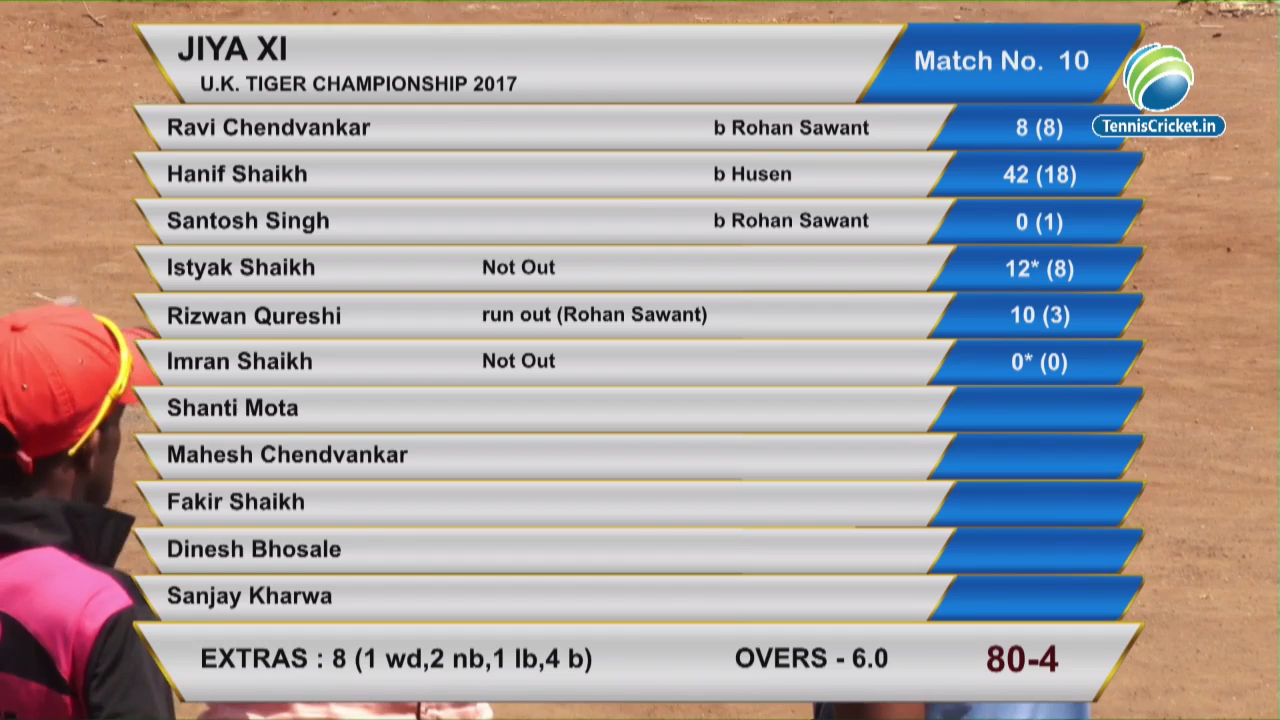 JIYA XI
U.K. TIGER CHAMPIONSHIP 2017
Match No. 10
TennisCricket.in
Ravi Chendvankar b Rohan Sawant 8 (8)
Hanif Shaikh b Husen 42 (18)
Santosh Singh b Rohan Sawant 0 (1)
Istyak Shaikh Not Out 12* (8)
Rizwan Qureshi run out (Rohan Sawant) 10 (3)
Imran Shaikh Not Out 0* (0)
Shanti Mota
Mahesh Chendvankar
Fakir Shaikh
Dinesh Bhosale
Sanjay Kharwa
EXTRAS : 8 (1 wd,2 nb,1 lb,4 b) OVERS - 6.0 80-4